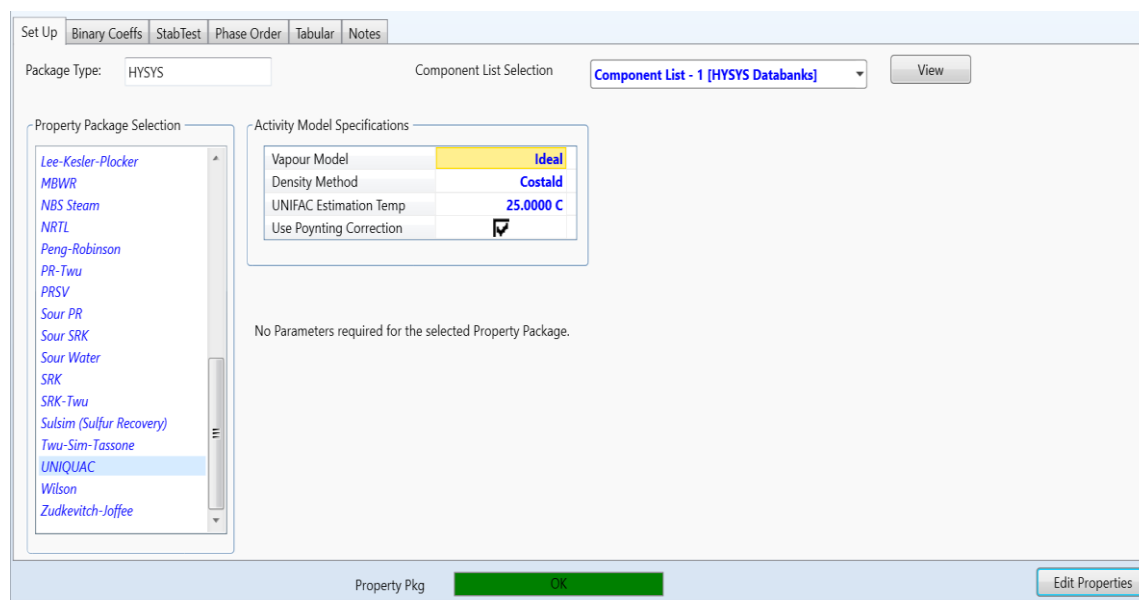 Set Up Binary Coeffs StabTest Phase Order Tabular Notes
Package Type: HYSYS Component List Selection Component List - 1 [HYSYS Databanks] View
Property Package Selection
Lee-Kesler-Plocker
MBWR
NBS Steam
NRTL
Peng-Robinson
PR-Twu
PRSV
Sour PR
Sour SRK
Sour Water
SRK
SRK-Twu
Sulsim (Sulfur Recovery)
Twu-Sim-Tassone
UNIQUAC
Wilson
Zudkevitch-Joffee
Activity Model Specifications
Vapour Model Ideal
Density Method Costald
UNIFAC Estimation Temp 25.0000 C
Use Poynting Correction
No Parameters required for the selected Property Package.
Property Pkg OK Edit Properties